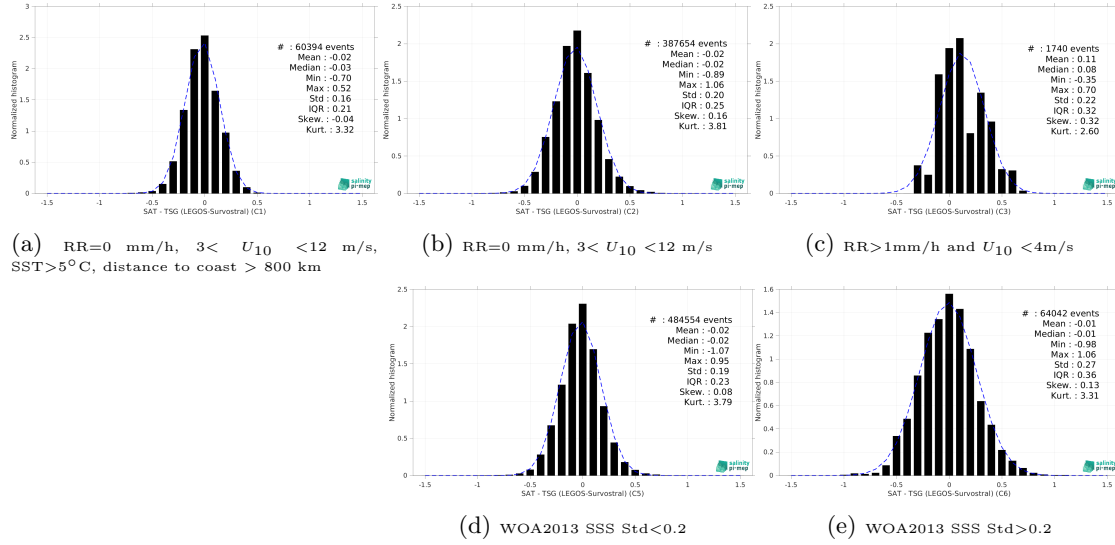 3
2.5
2
1.5
1
0.5
0
Normalized histogram
# : 60394 events
Mean : -0.02
Median : -0.03
Min : -0.70
Max : 0.52
Std : 0.16
IQR : 0.21
Skew. : -0.04
Kurt. : 3.32
salinity
pi-mep
-1.5 -1 -0.5 0 0.5 1 1.5
SAT - TSG (LEGOS-Survostral) (C1)
(a) RR=0 mm/h, 3< U10 <12 m/s,
SST>5°C, distance to coast > 800 km
2.5
2
1.5
1
0.5
0
Normalized histogram
# : 387654 events
Mean : -0.02
Median : -0.02
Min : -0.89
Max : 1.06
Std : 0.20
IQR : 0.25
Skew. : 0.16
Kurt. : 3.81
salinity
pi-mep
-1.5 -1 -0.5 0 0.5 1 1.5
SAT - TSG (LEGOS-Survostral) (C2)
(b) RR=0 mm/h, 3< U10 <12 m/s
2.5
2
1.5
1
0.5
0
Normalized histogram
# : 1740 events
Mean : 0.11
Median : 0.08
Min : -0.35
Max : 0.70
Std : 0.22
IQR : 0.32
Skew. : 0.32
Kurt. : 2.60
salinity
pi-mep
-1.5 -1 -0.5 0 0.5 1 1.5
SAT - TSG (LEGOS-Survostral) (C3)
(c) RR>1mm/h and U10 <4m/s
2.5
2
1.5
1
0.5
0
Normalized histogram
# : 484554 events
Mean : -0.02
Median : -0.02
Min : -1.07
Max : 0.95
Std : 0.19
IQR : 0.23
Skew. : 0.08
Kurt. : 3.79
salinity
pi-mep
-1.5 -1 -0.5 0 0.5 1 1.5
SAT - TSG (LEGOS-Survostral) (C5)
(d) WOA2013 SSS Std<0.2
1.6
1.4
1.2
1
0.8
0.6
0.4
0.2
0
Normalized histogram
# : 64042 events
Mean : -0.01
Median : -0.01
Min : -0.98
Max : 1.06
Std : 0.27
IQR : 0.36
Skew. : 0.13
Kurt. : 3.31
salinity
pi-mep
-1.5 -1 -0.5 0 0.5 1 1.5
SAT - TSG (LEGOS-Survostral) (C6)
(e) WOA2013 SSS Std>0.2